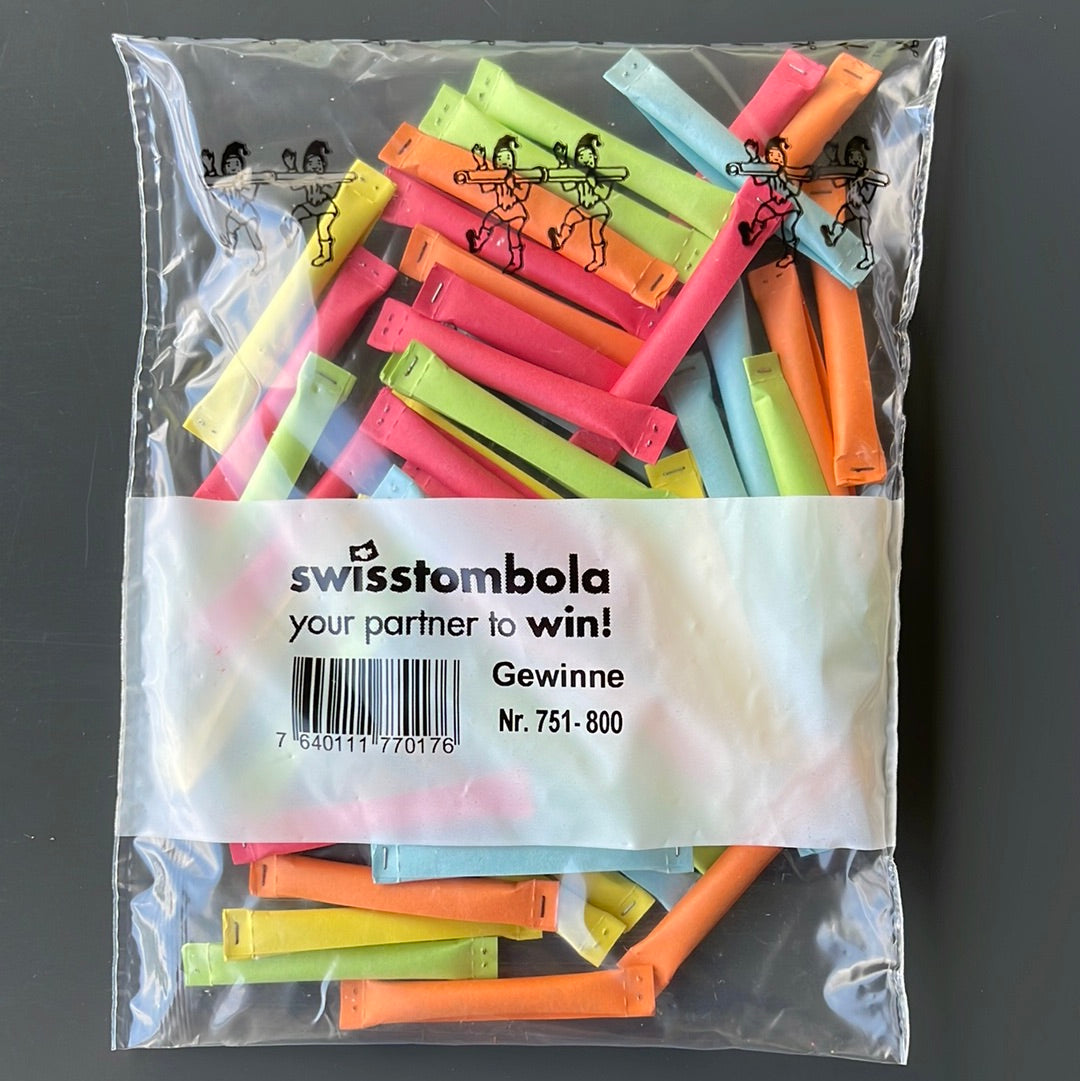 swisstombola
your partner to win!
Gewinne
Nr. 751-800
7 640111 770176